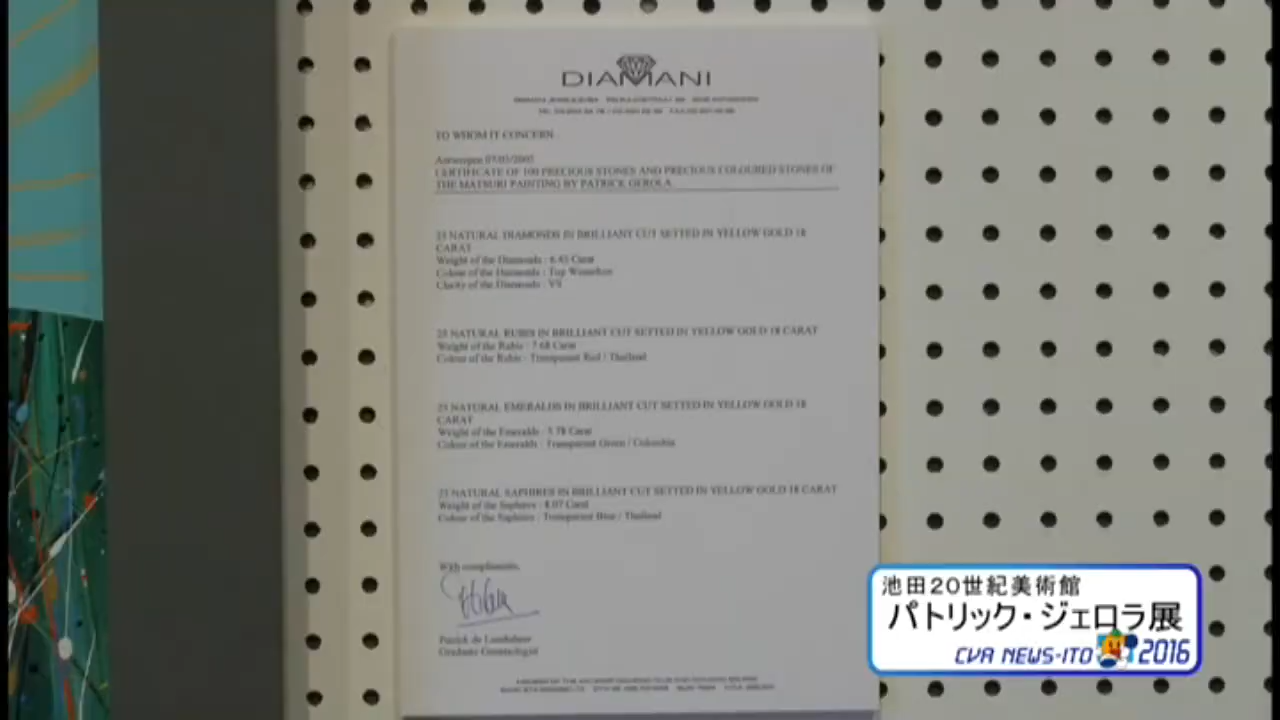 DIAMANI
TO WHOM IT CONCERN
Antwerpen 07/03/2005
CERTIFICATE OF 100 PRECIOUS STONES AND PRECIOUS COLOURED STONES OF
THE MATSURI PAINTING BY PATRICK GEROLA
25 NATURAL DIAMONDS IN BRILLIANT CUT SETTED IN YELLOW GOLD 18
CARAT
Weight of the Diamonds : 6.45 Carat
Colour of the Diamonds : Top Wesselton
Clarity of the Diamonds : VS
25 NATURAL RUBIS IN BRILLIANT CUT SETTED IN YELLOW GOLD 18 CARAT
Weight of the Rubis : 7.68 Carat
Colour of the Rubis : Transparent Red / Thailand
25 NATURAL EMERALDS IN BRILLIANT CUT SETTED IN YELLOW GOLD 18
CARAT
Weight of the Emeralds : 5.78 Carat
Colour of the Emeralds : Transparent Green / Colombia
25 NATURAL SAPHIRES IN BRILLIANT CUT SETTED IN YELLOW GOLD 18 CARAT
Weight of the Saphires : 8.07 Carat
Colour of the Saphires : Transparent Blue / Thailand
With compliments,
Patrick de
Graduate Gemmologist
池田20世紀美術館
パトリック・ジェロラ展
CVA NEWS-ITO 2016